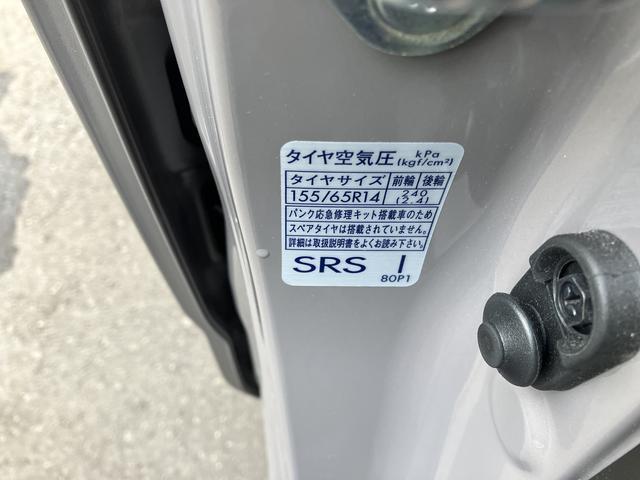 タイヤ空気圧 kPa (kgf/cm²)
タイヤサイズ 前輪 後輪
155/65R14 240 (2.4)
パンク応急修理キット搭載車のため
スペアタイヤは搭載されていません。
詳細は取扱説明書をよくお読み下さい。
SRS I
80P1